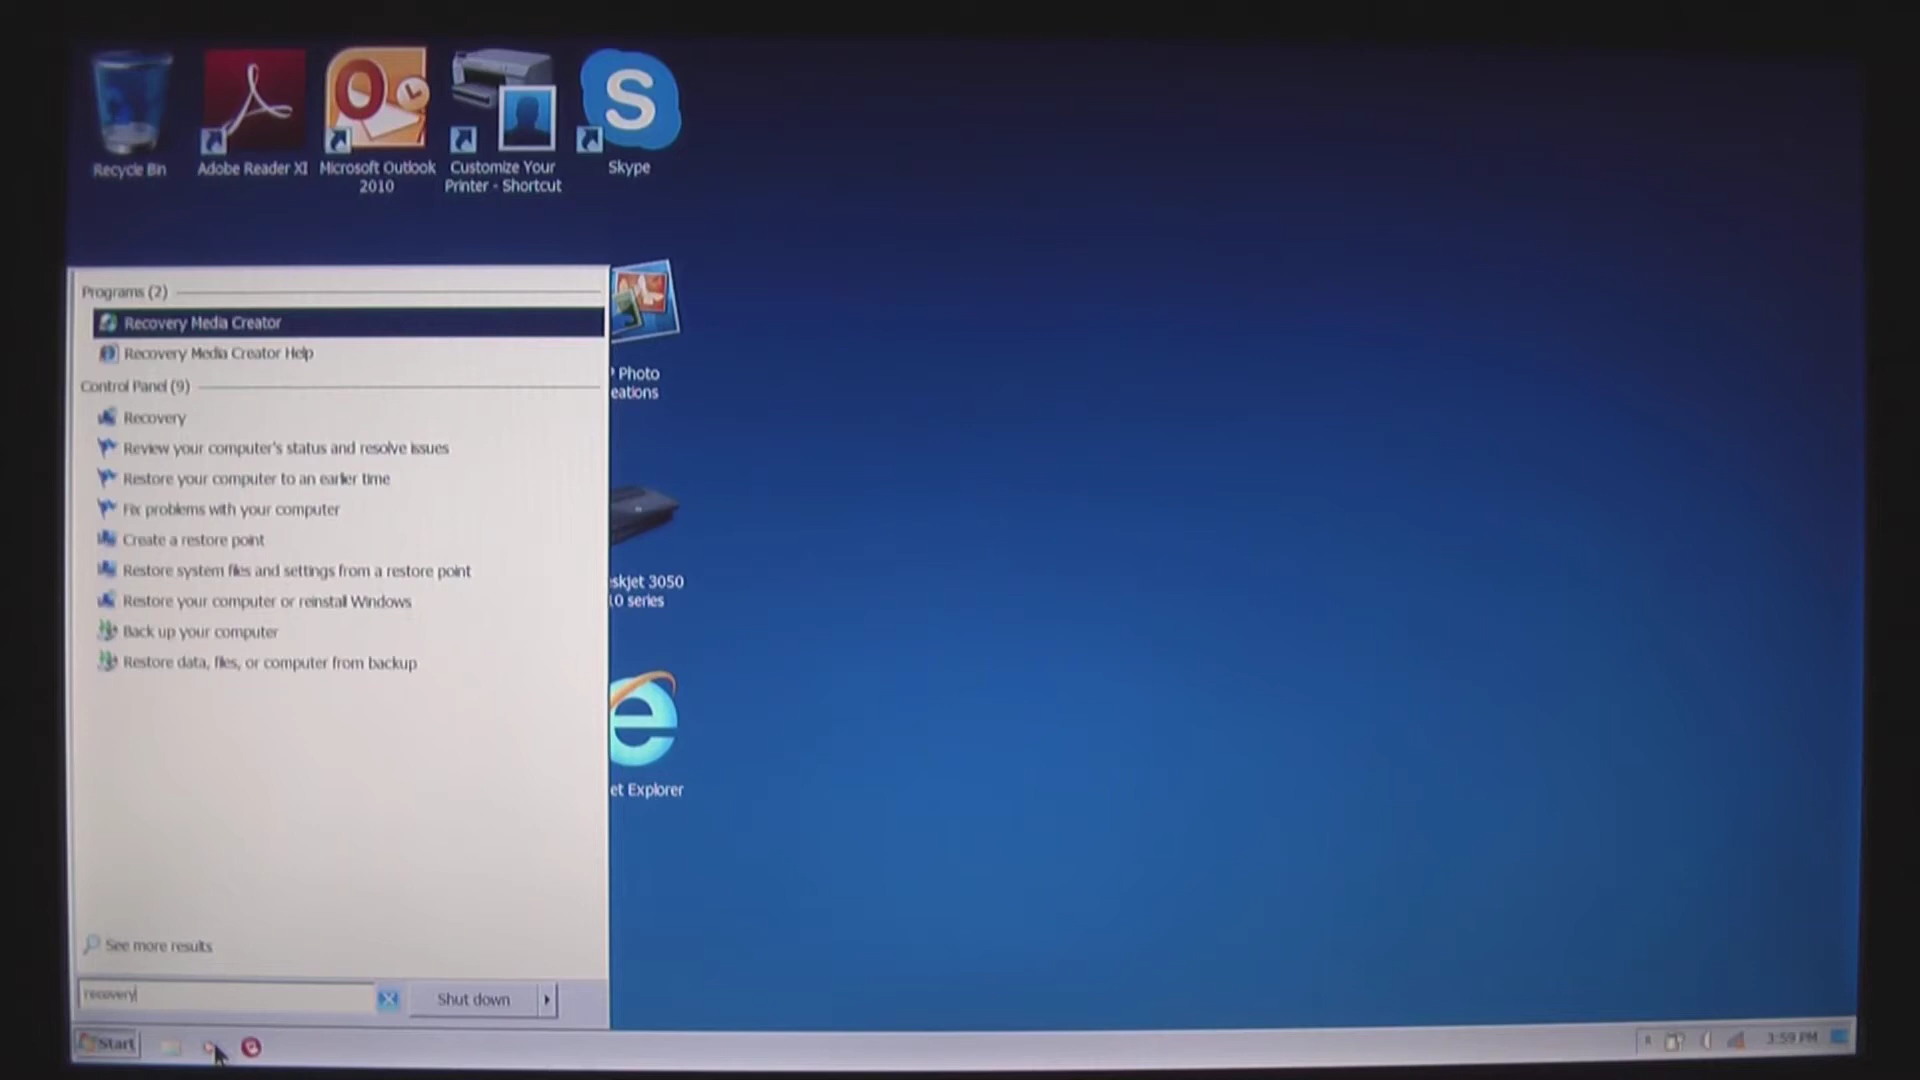 Recycle Bin
Adobe Reader XI
Microsoft Outlook
2010
Customize Your
Printer - Shortcut
Skype
Programs (2)
Recovery Media Creator
Recovery Media Creator Help
Control Panel (9)
Recovery
Review your computer's status and resolve issues
Restore your computer to an earlier time
Fix problems with your computer
Create a restore point
Restore system files and settings from a restore point
Restore your computer or reinstall Windows
Back up your computer
Restore data, files, or computer from backup
Photo
eations
skjet 3050
0 series
et Explorer
See more results
recovery
Shut down
Start
3:59 PM